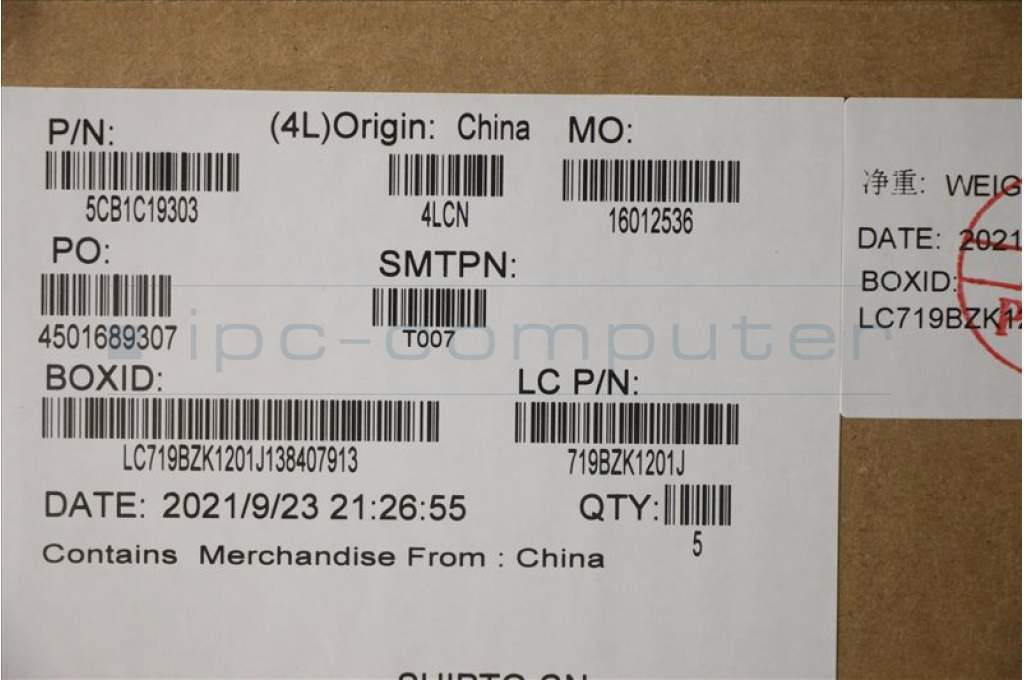 P/N: (4L)Origin: China MO:
5CB1C19303 4LCN 16012536
PO: SMTPN:
4501689307 T007
BOXID: LC P/N:
LC719BZK1201J138407913 719BZK1201J
DATE: 2021/9/23 21:26:55 QTY:
5
Contains Merchandise From : China
净重: WEIG
DATE: 2021
BOXID:
LC719BZK12
P
ipc-computer